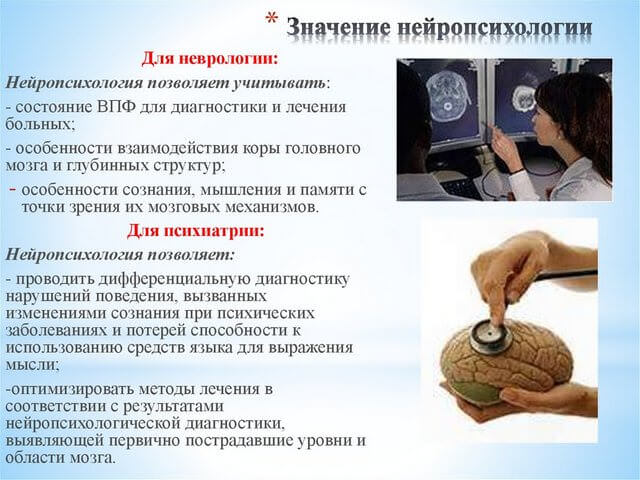 * Значение нейропсихологии
Для неврологии:
Нейропсихология позволяет учитывать:
- состояние ВПФ для диагностики и лечения
больных;
- особенности взаимодействия коры головного
мозга и глубинных структур;
- особенности сознания, мышления и памяти с
точки зрения их мозговых механизмов.
Для психиатрии:
Нейропсихология позволяет:
- проводить дифференциальную диагностику
нарушений поведения, вызванных
изменениями сознания при психических
заболеваниях и потерей способности к
использованию средств языка для выражения
мысли;
-оптимизировать методы лечения в
соответствии с результатами
нейропсихологической диагностики,
выявляющей первично пострадавшие уровни и
области мозга.